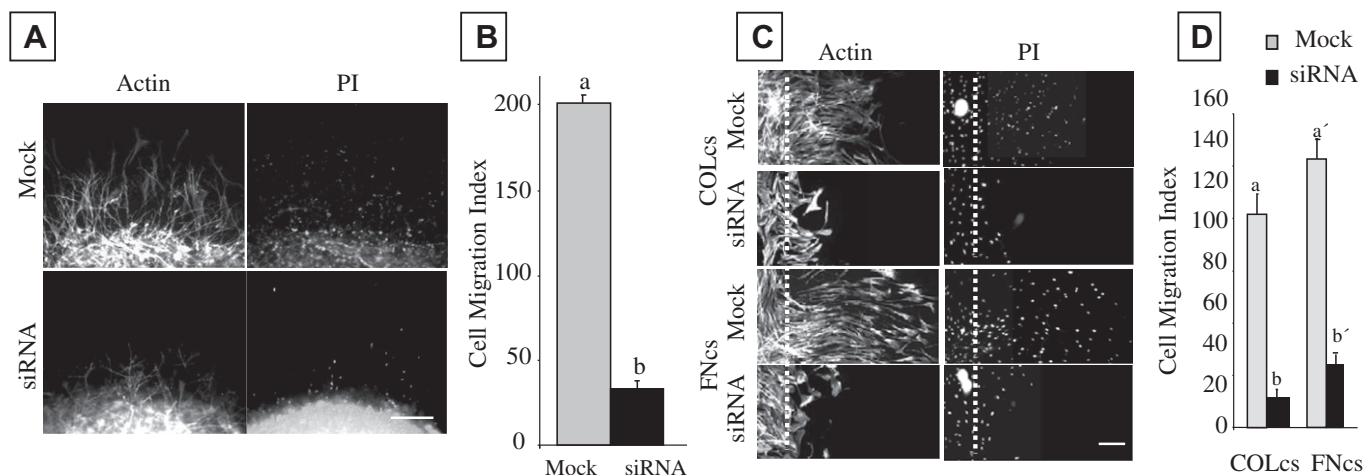 A
Actin PI
Mock
siRNA
B
Cell Migration Index
200
150
200
50
0
a
b
Mock siRNA
C
Actin PI
COLcs
Mock
siRNA
FNcs
Mock
siRNA
D
Mock
siRNA
Cell Migration Index
160
140
120
100
80
60
40
20
0
a
b
a´
b´
COLcs FNcs